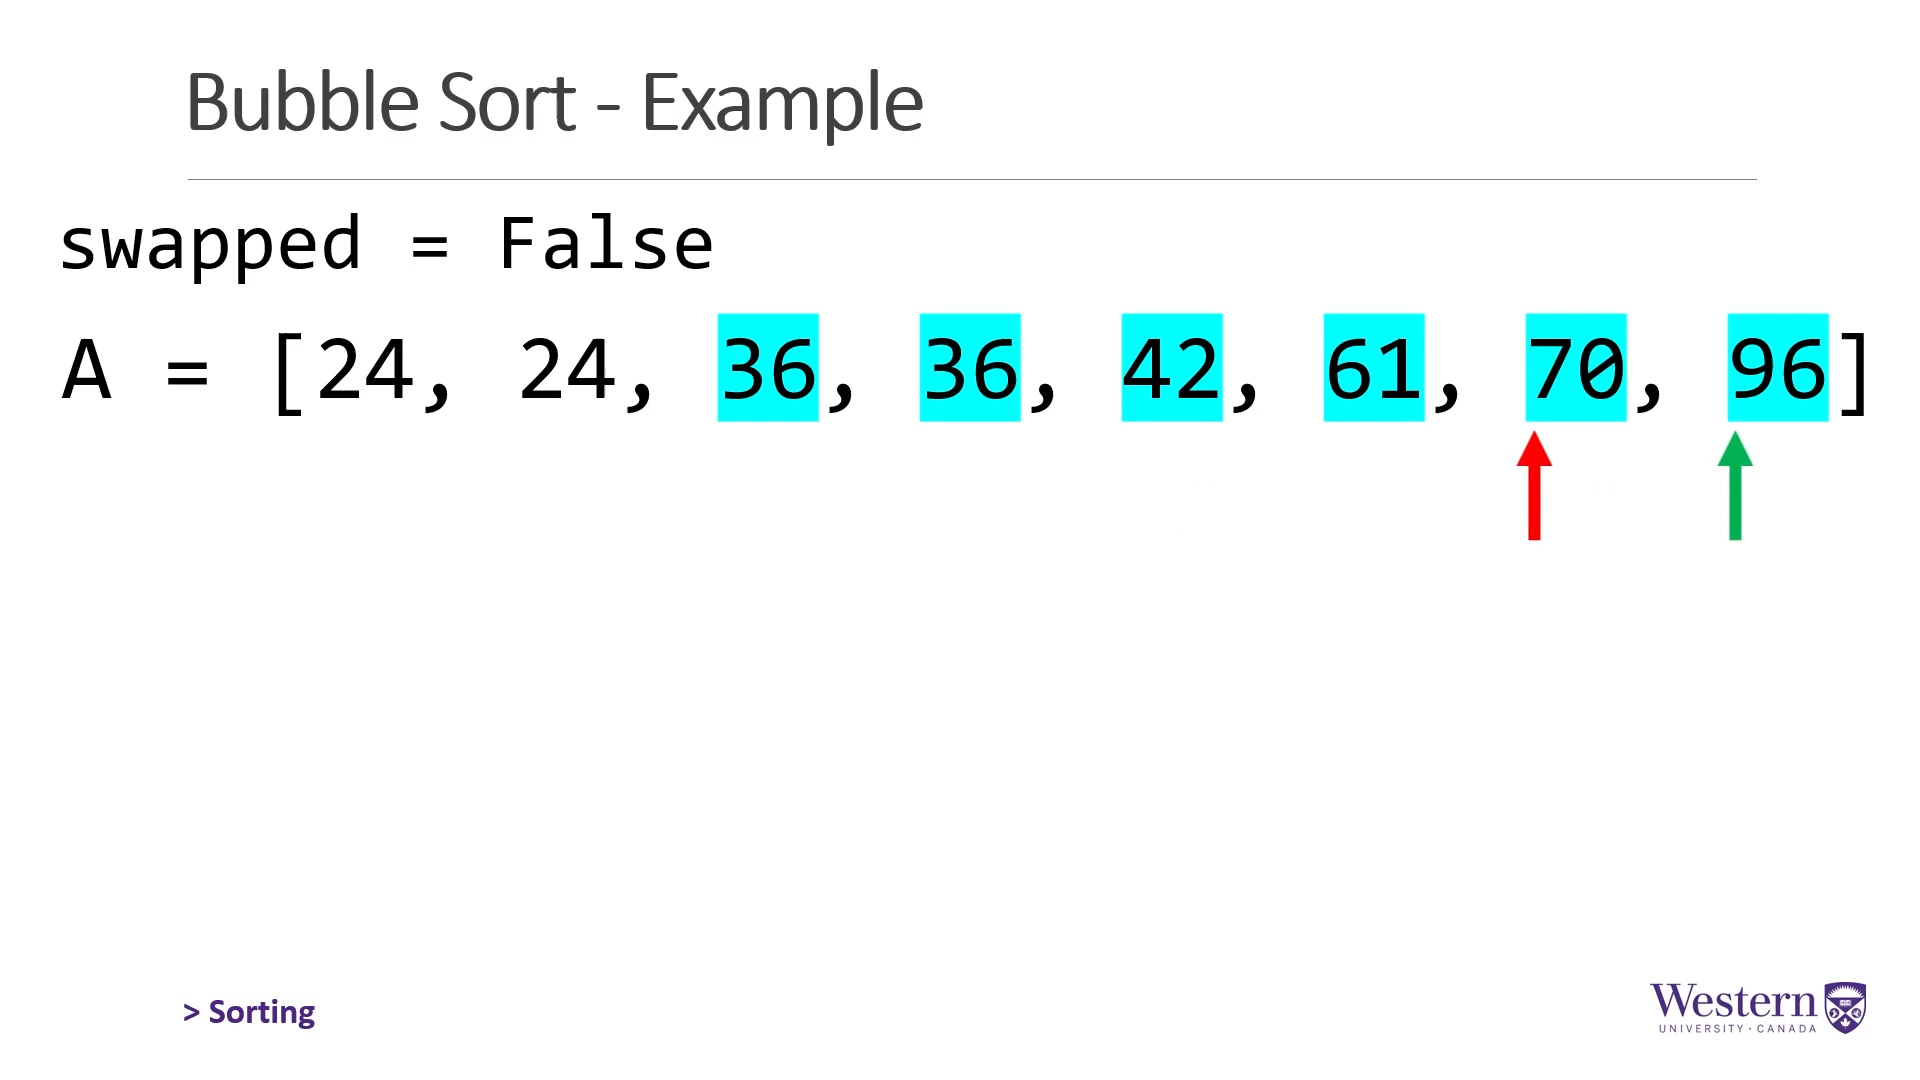 Bubble Sort - Example
swapped = False
A = [24, 24, 36, 36, 42, 61, 70, 96]
> Sorting
Western
UNIVERSITY · CANADA